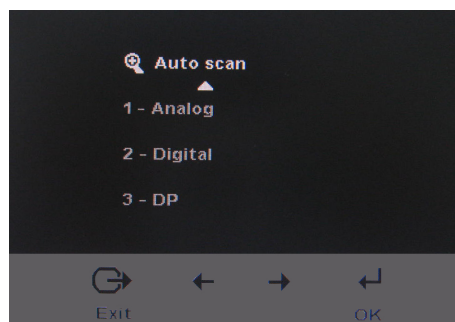 Auto scan
1 - Analog
2 - Digital
3 - DP
Exit OK